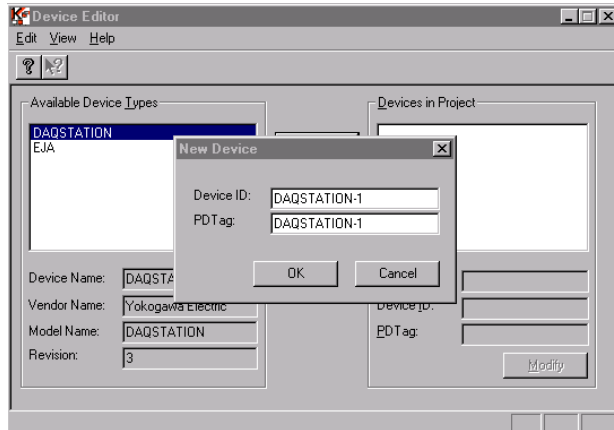 Device Editor
Edit View Help
Available Device Types
DAQSTATION
EJA
Devices in Project
New Device
Device ID: DAQSTATION-1
PDTag: DAQSTATION-1
OK Cancel
Device Name:
Vendor Name: Yokogawa Electric
Model Name: DAQSTATION
Revision: 3
Device ID:
PDTag:
Modify